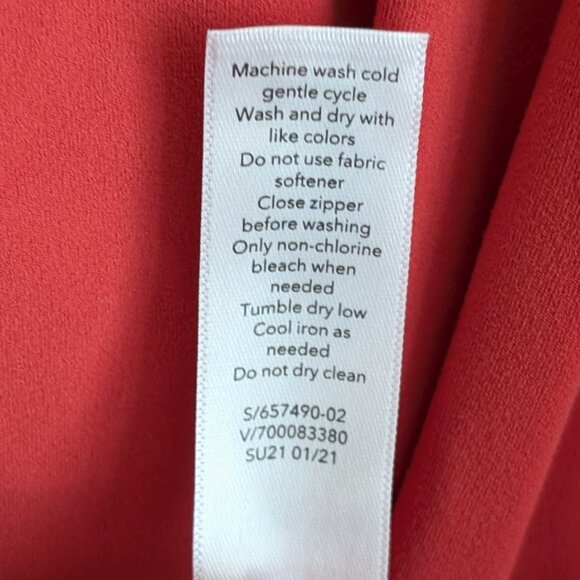 Machine wash cold
gentle cycle
Wash and dry with
like colors
Do not use fabric
softener
Close zipper
before washing
Only non-chlorine
bleach when
needed
Tumble dry low
Cool iron as
needed
Do not dry clean
S/657490-02
V/700083380
SU21 01/21